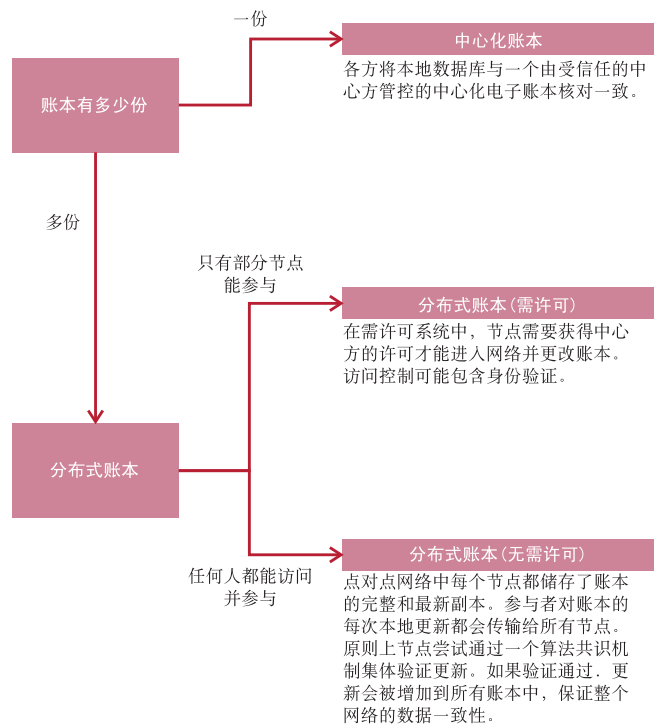 一份
中心化账本
各方将本地数据库与一个由受信任的中
心方管控的中心化电子账本核对一致。
账本有多少份
多份
只有部分节点
能参与
分布式账本(需许可)
在需许可系统中，节点需要获得中心
方的许可才能进入网络并更改账本。
访问控制可能包含身份验证。
分布式账本
任何人都能访问
并参与
分布式账本(无需许可)
点对点网络中每个节点都储存了账本
的完整和最新副本。参与者对账本的
每次本地更新都会传输给所有节点。
原则上节点尝试通过一个算法共识机
制集体验证更新。如果验证通过．更
新会被增加到所有账本中，保证整个
网络的数据一致性。